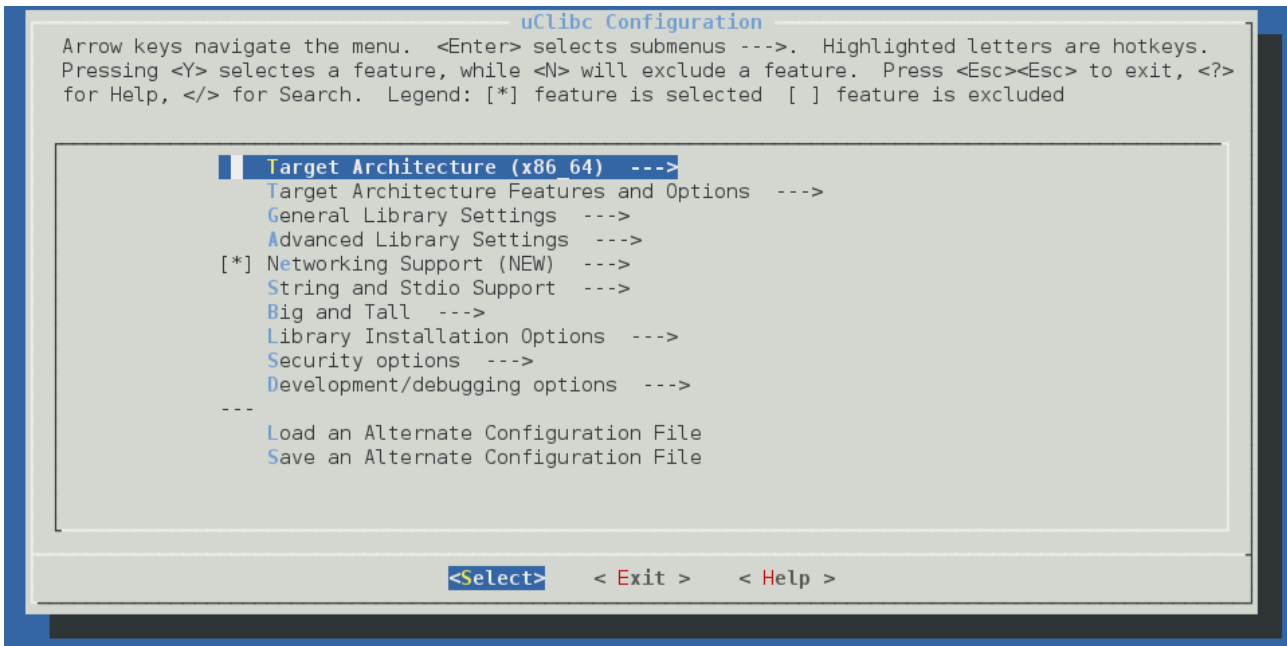 uClibc Configuration
Arrow keys navigate the menu.  <Enter> selects submenus --->.  Highlighted letters are hotkeys.
Pressing <Y> selectes a feature, while <N> will exclude a feature.  Press <Esc><Esc> to exit, <?>
for Help, </> for Search.  Legend: [*] feature is selected  [ ] feature is excluded
Target Architecture (x86_64)  --->
Target Architecture Features and Options  --->
General Library Settings  --->
Advanced Library Settings  --->
[*] Networking Support (NEW)  --->
String and Stdio Support  --->
Big and Tall  --->
Library Installation Options  --->
Security options  --->
Development/debugging options  --->
---
Load an Alternate Configuration File
Save an Alternate Configuration File
<Select>    < Exit >    < Help >